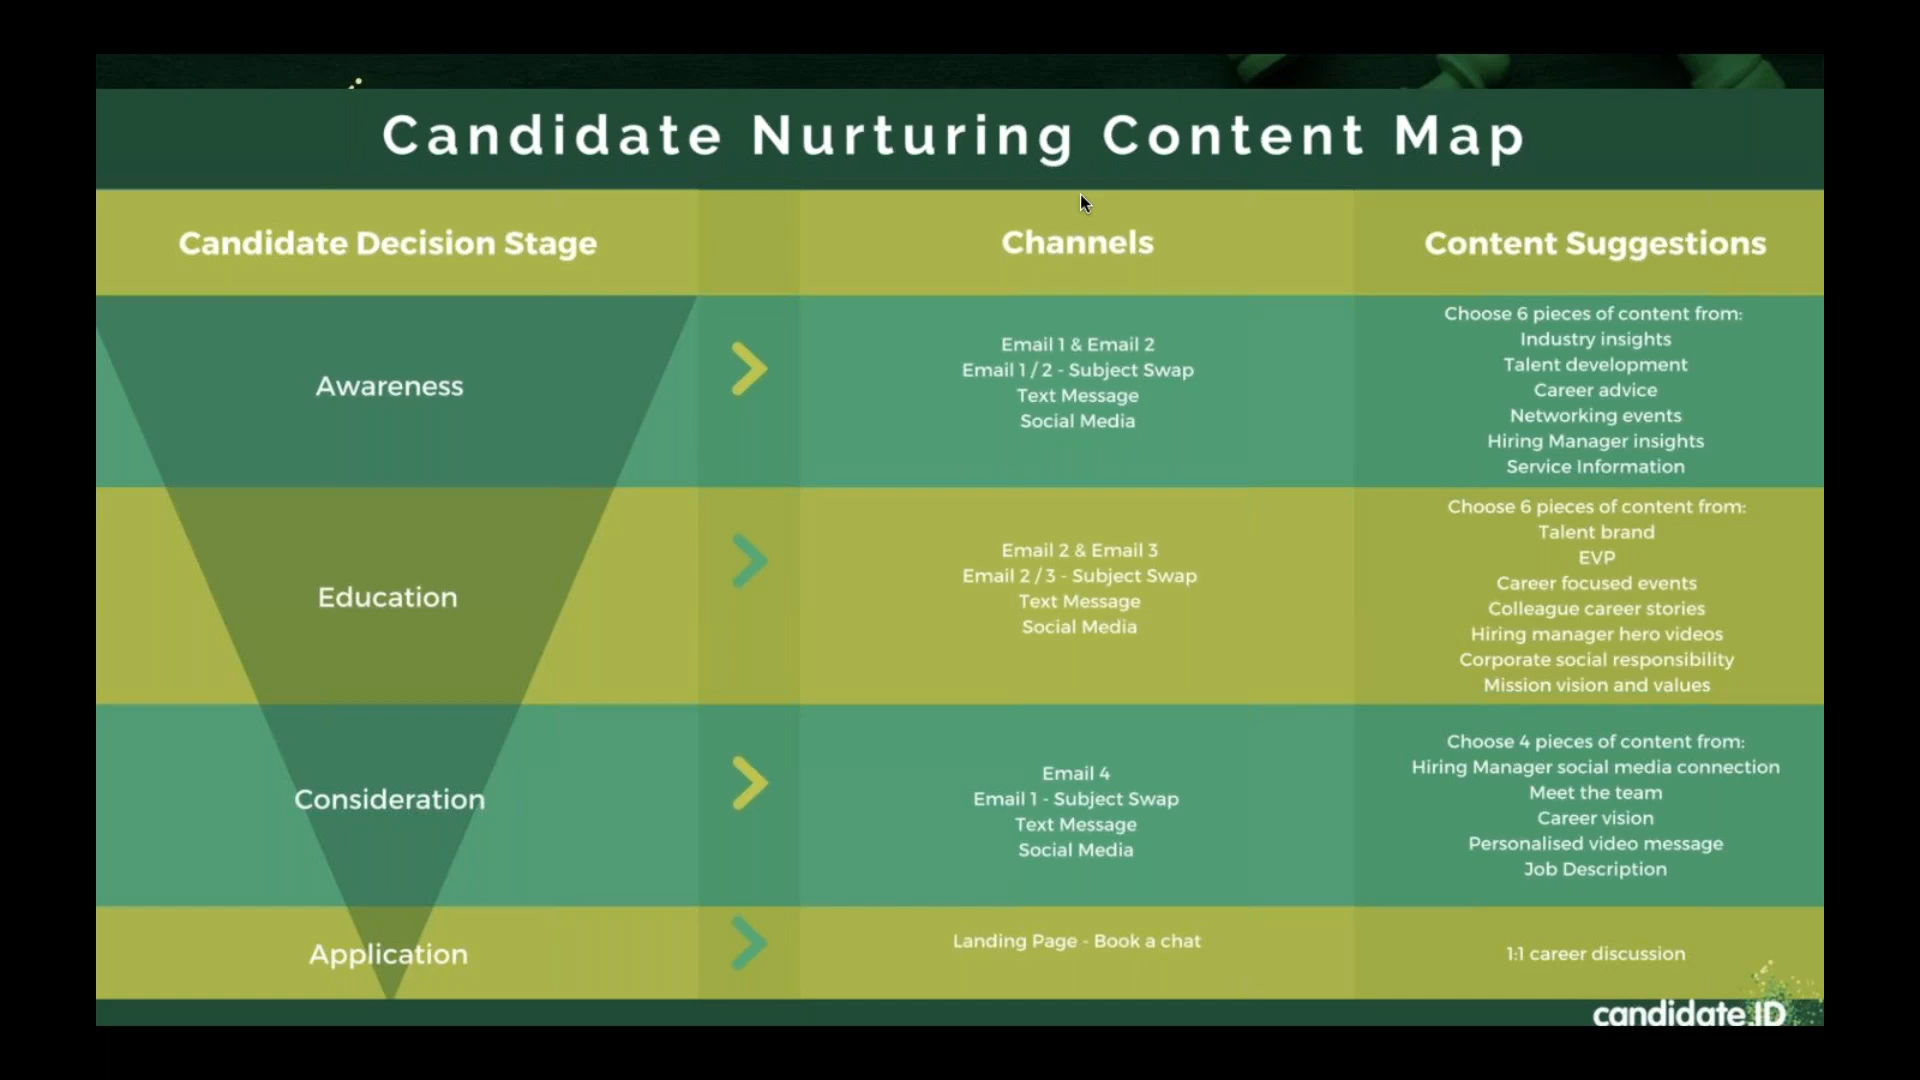 Candidate Nurturing Content Map
Candidate Decision Stage
Channels
Content Suggestions
Awareness
Email 1 & Email 2
Email 1 / 2 - Subject Swap
Text Message
Social Media
Choose 6 pieces of content from:
Industry insights
Talent development
Career advice
Networking events
Hiring Manager insights
Service Information
Education
Email 2 & Email 3
Email 2 / 3 - Subject Swap
Text Message
Social Media
Choose 6 pieces of content from:
Talent brand
EVP
Career focused events
Colleague career stories
Hiring manager hero videos
Corporate social responsibility
Mission vision and values
Consideration
Email 4
Email 1 - Subject Swap
Text Message
Social Media
Choose 4 pieces of content from:
Hiring Manager social media connection
Meet the team
Career vision
Personalised video message
Job Description
Application
Landing Page - Book a chat
1:1 career discussion
candidate.ID